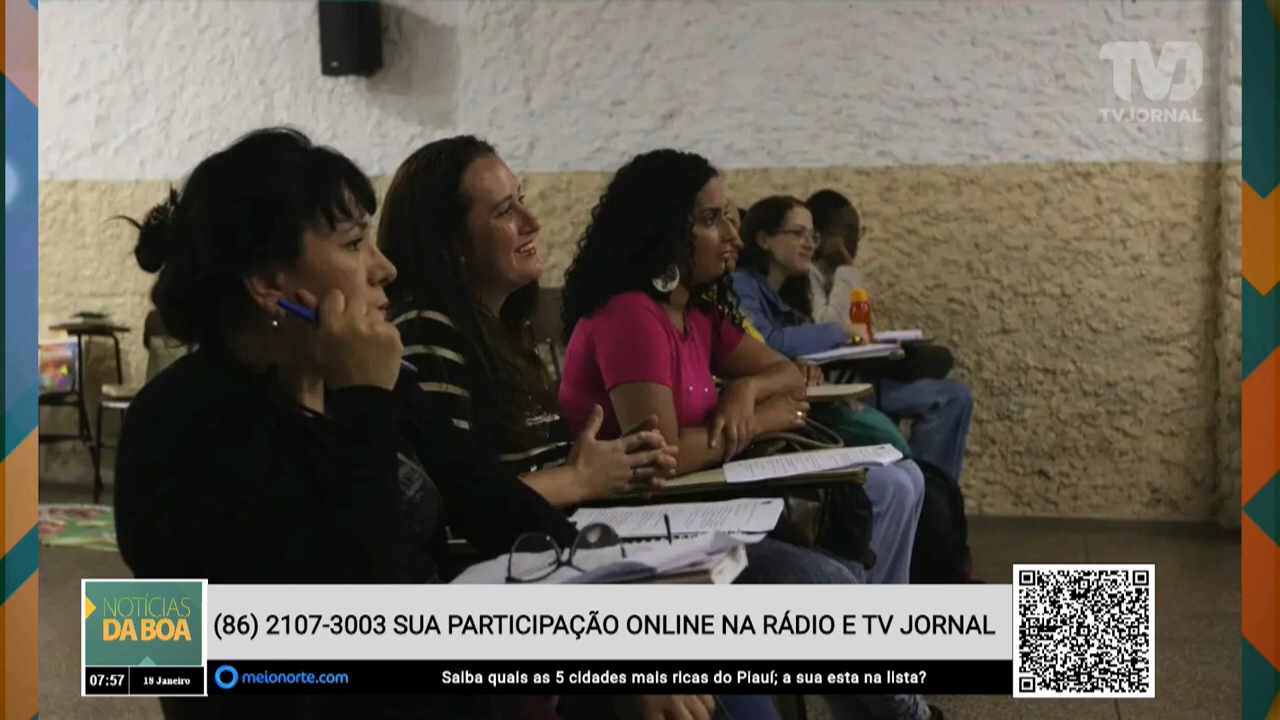 TVJ
TV JORNAL
NOTÍCIAS
DA BOA
(86) 2107-3003 SUA PARTICIPAÇÃO ONLINE NA RÁDIO E TV JORNAL
07:57
18 Janeiro
meionorte.com
Saiba quais as 5 cidades mais ricas do Piauí; a sua esta na lista?